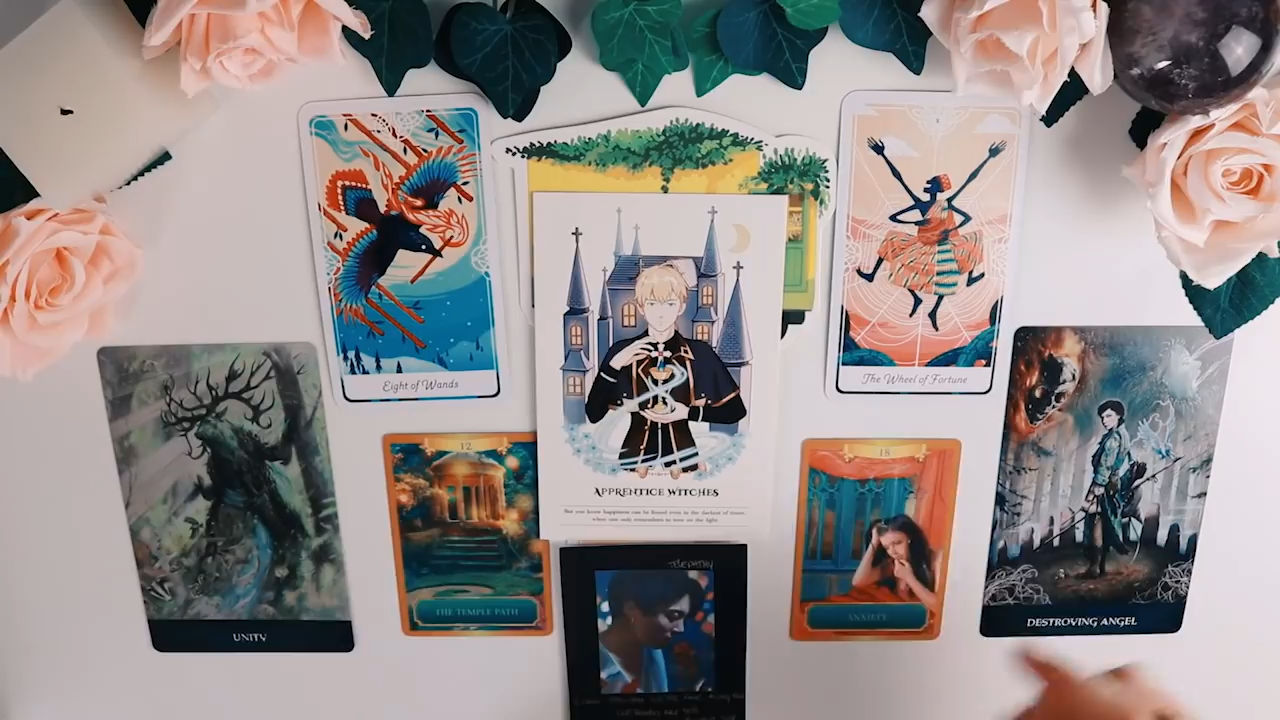 Eight of Wands
I
The Wheel of Fortune
APPRENTICE WITCHES
But you know happiness can be found even in the darkest of times,
when one only remembers to turn on the light
12
THE TEMPLE PATH
18
ANXIETY
UNITY
DESTROYING ANGEL
TELEPATHY